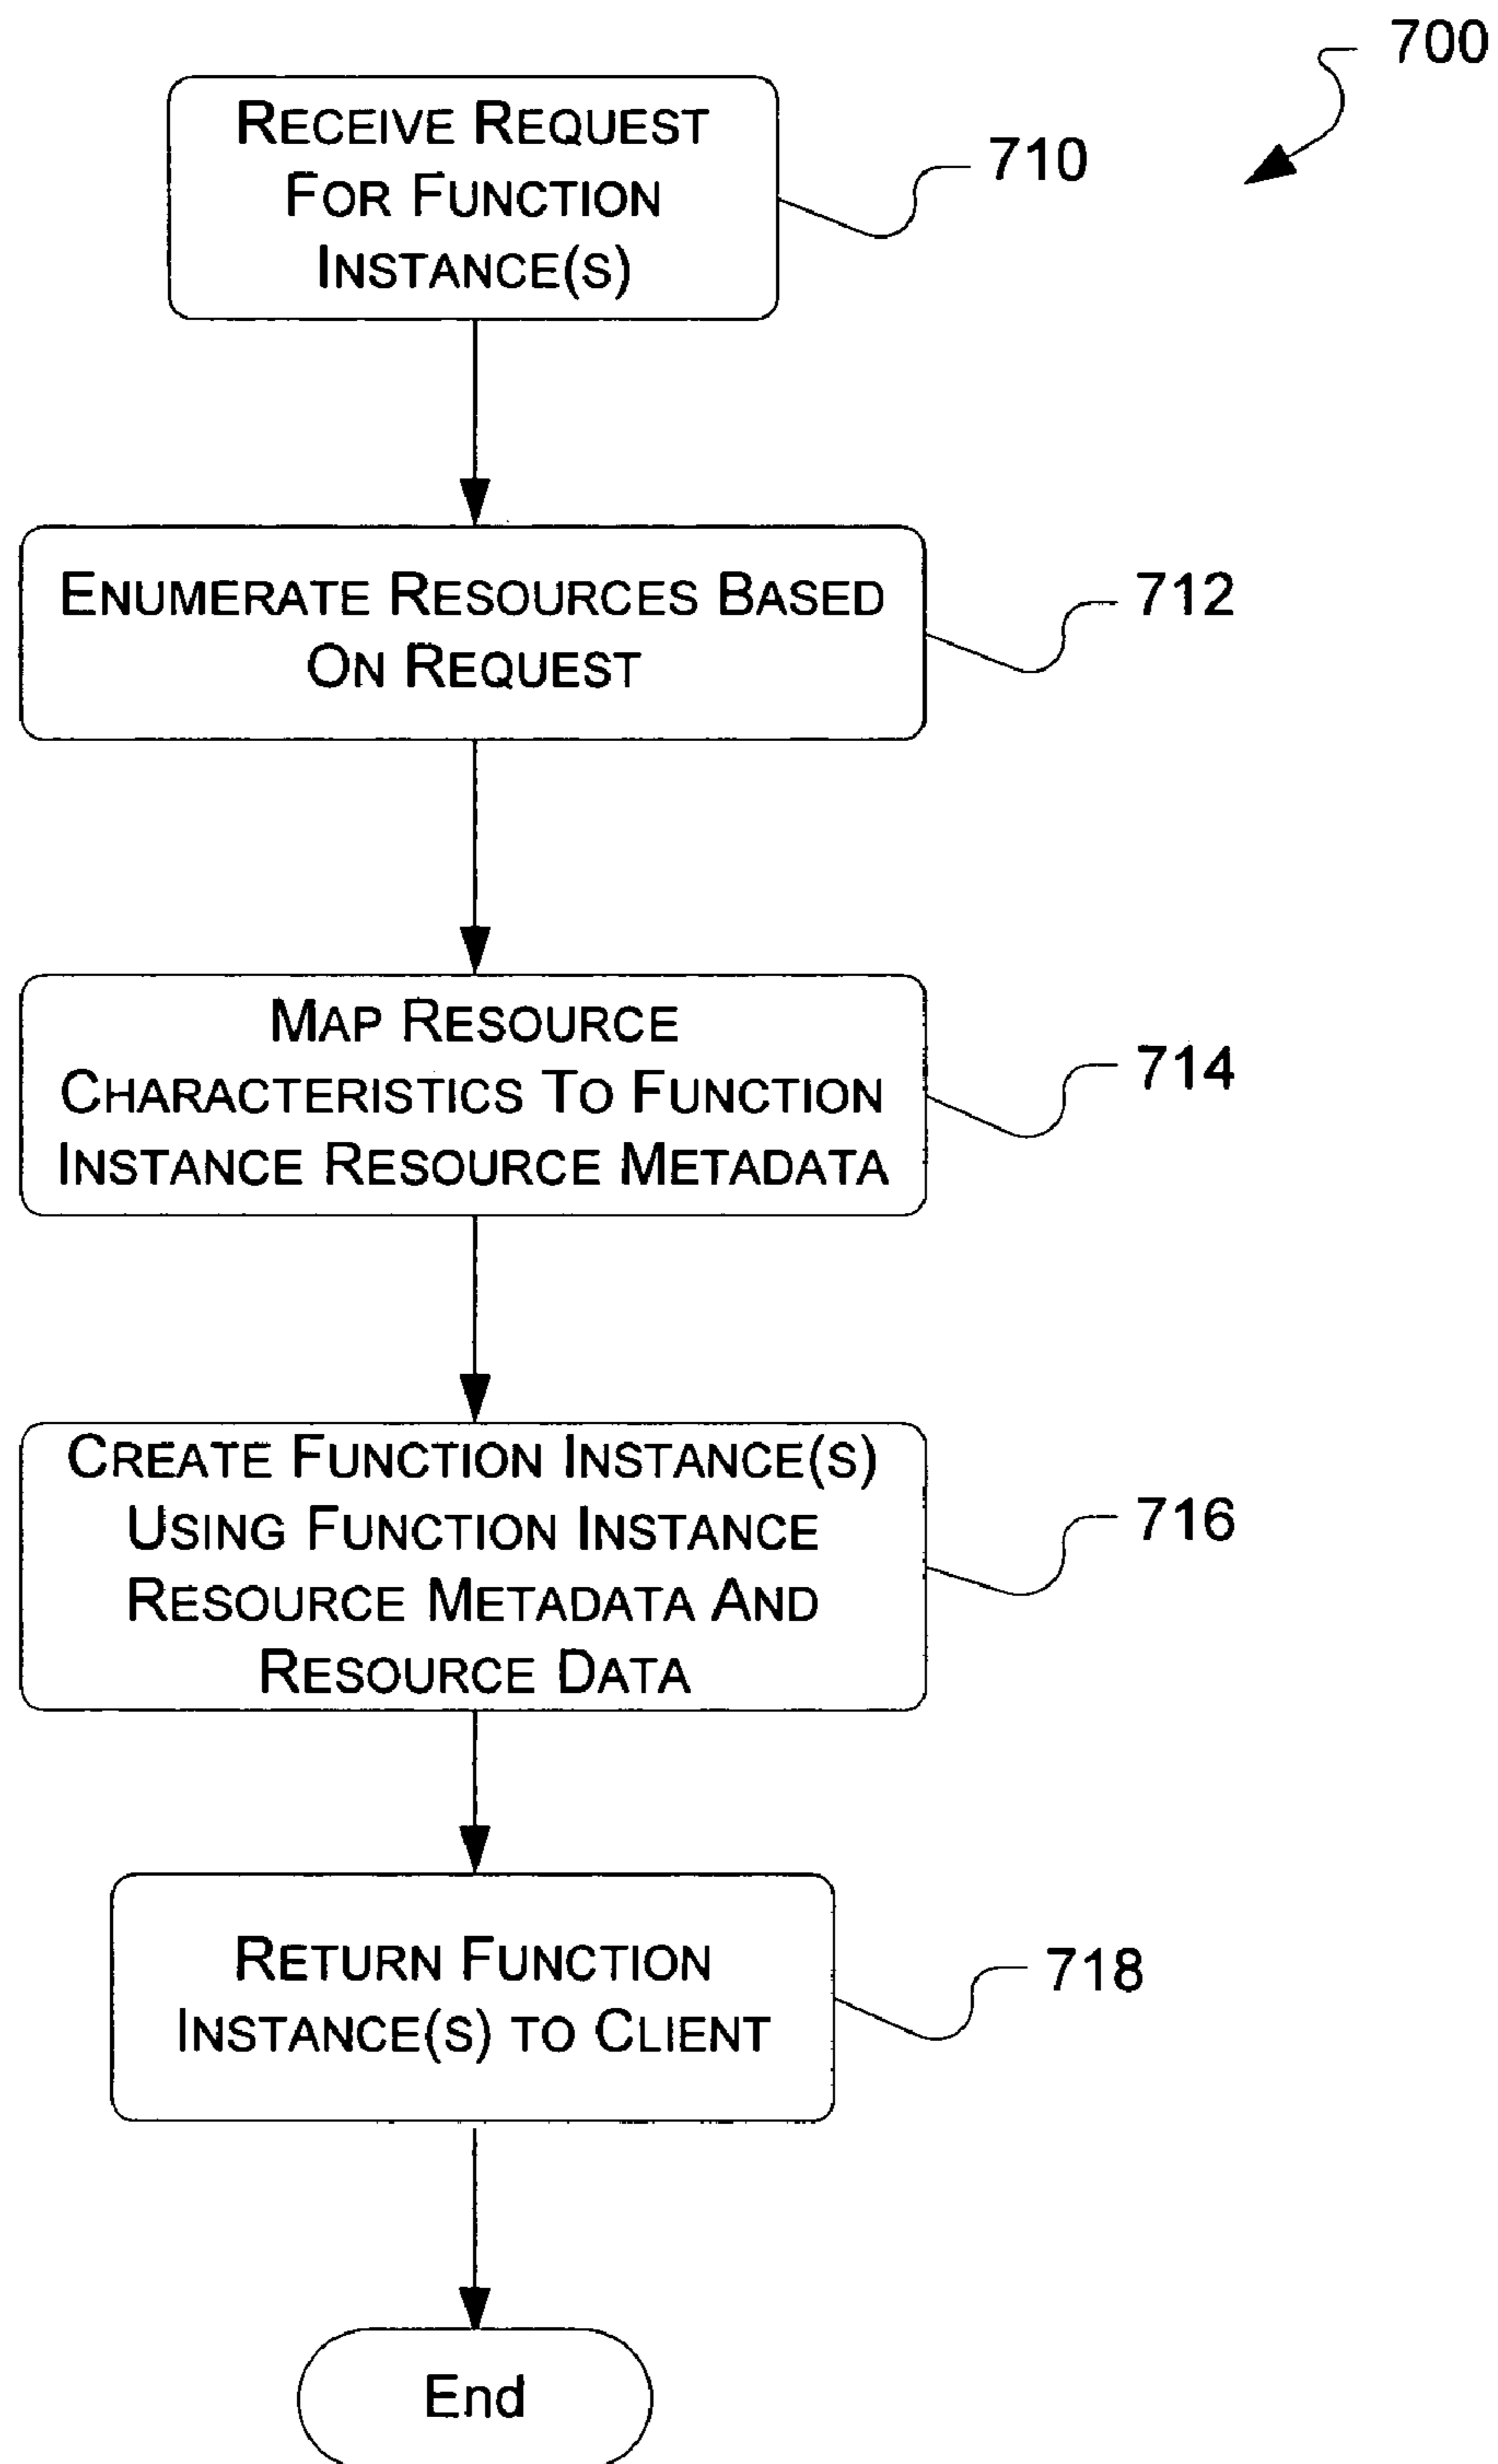 700
RECEIVE REQUEST
FOR FUNCTION
INSTANCE(S)
710
ENUMERATE RESOURCES BASED
ON REQUEST
712
MAP RESOURCE
CHARACTERISTICS TO FUNCTION
INSTANCE RESOURCE METADATA
714
CREATE FUNCTION INSTANCE(S)
USING FUNCTION INSTANCE
RESOURCE METADATA AND
RESOURCE DATA
716
RETURN FUNCTION
INSTANCE(S) TO CLIENT
718
End